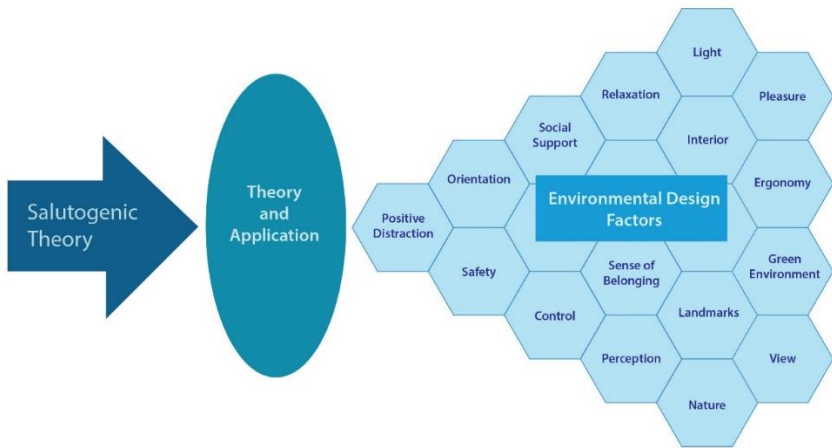 Salutogenic
Theory
Theory
and
Application
Positive
Distraction
Orientation
Safety
Social
Support
Control
Relaxation
Environmental Design
Factors
Sense of
Belonging
Perception
Light
Interior
Landmarks
Nature
Pleasure
Ergonomy
Green
Environment
View